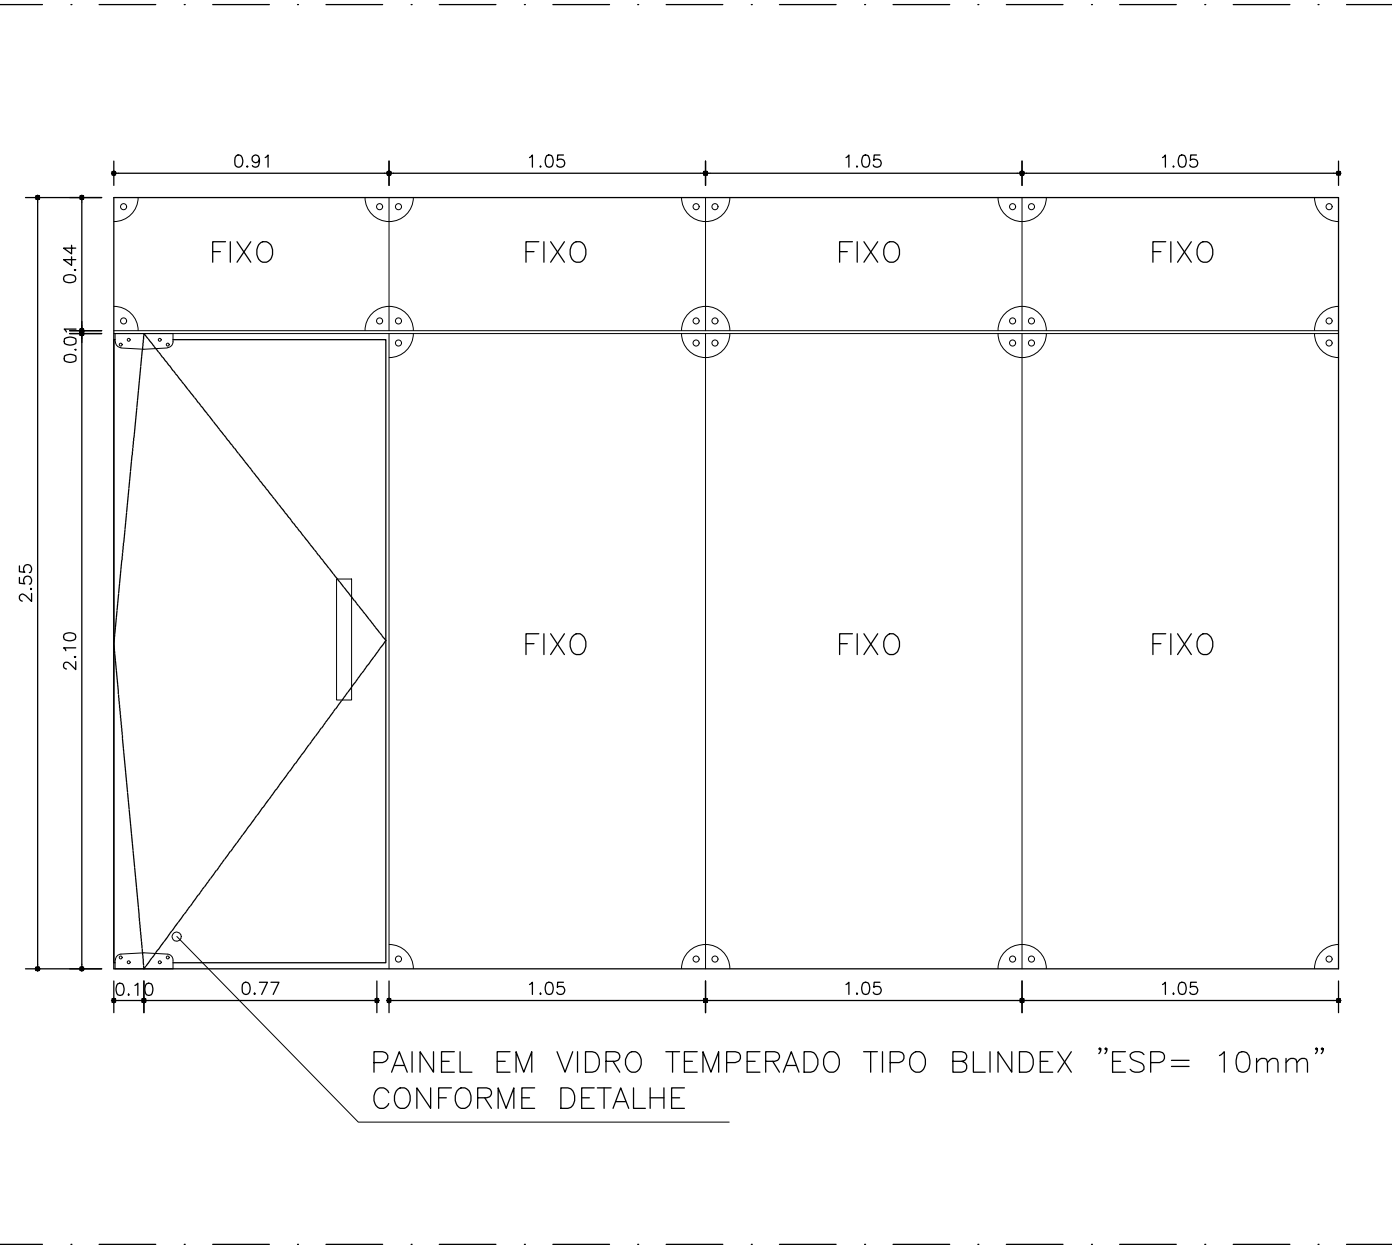 0.91 1.05 1.05 1.05
0.44
FIXO FIXO FIXO FIXO
0.01
2.55
2.10
FIXO FIXO FIXO
0.10 0.77 1.05 1.05 1.05
PAINEL EM VIDRO TEMPERADO TIPO BLINDEX "ESP= 10mm"
CONFORME DETALHE